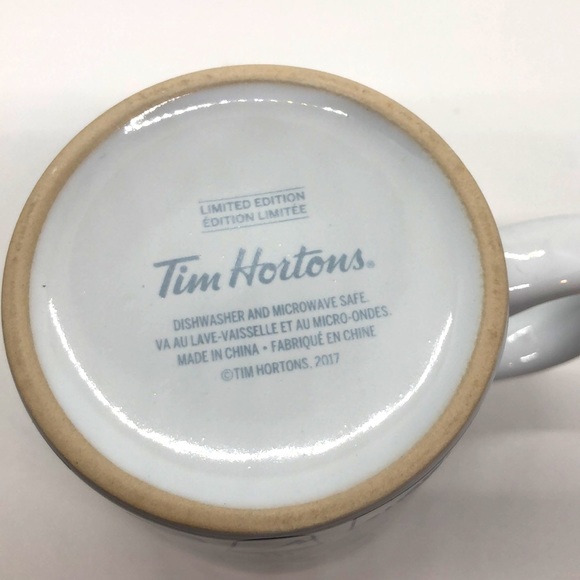 LIMITED EDITION
ÉDITION LIMITÉE
Tim Hortons®
DISHWASHER AND MICROWAVE SAFE.
VA AU LAVE-VAISSELLE ET AU MICRO-ONDES.
MADE IN CHINA • FABRIQUÉ EN CHINE
©TIM HORTONS, 2017